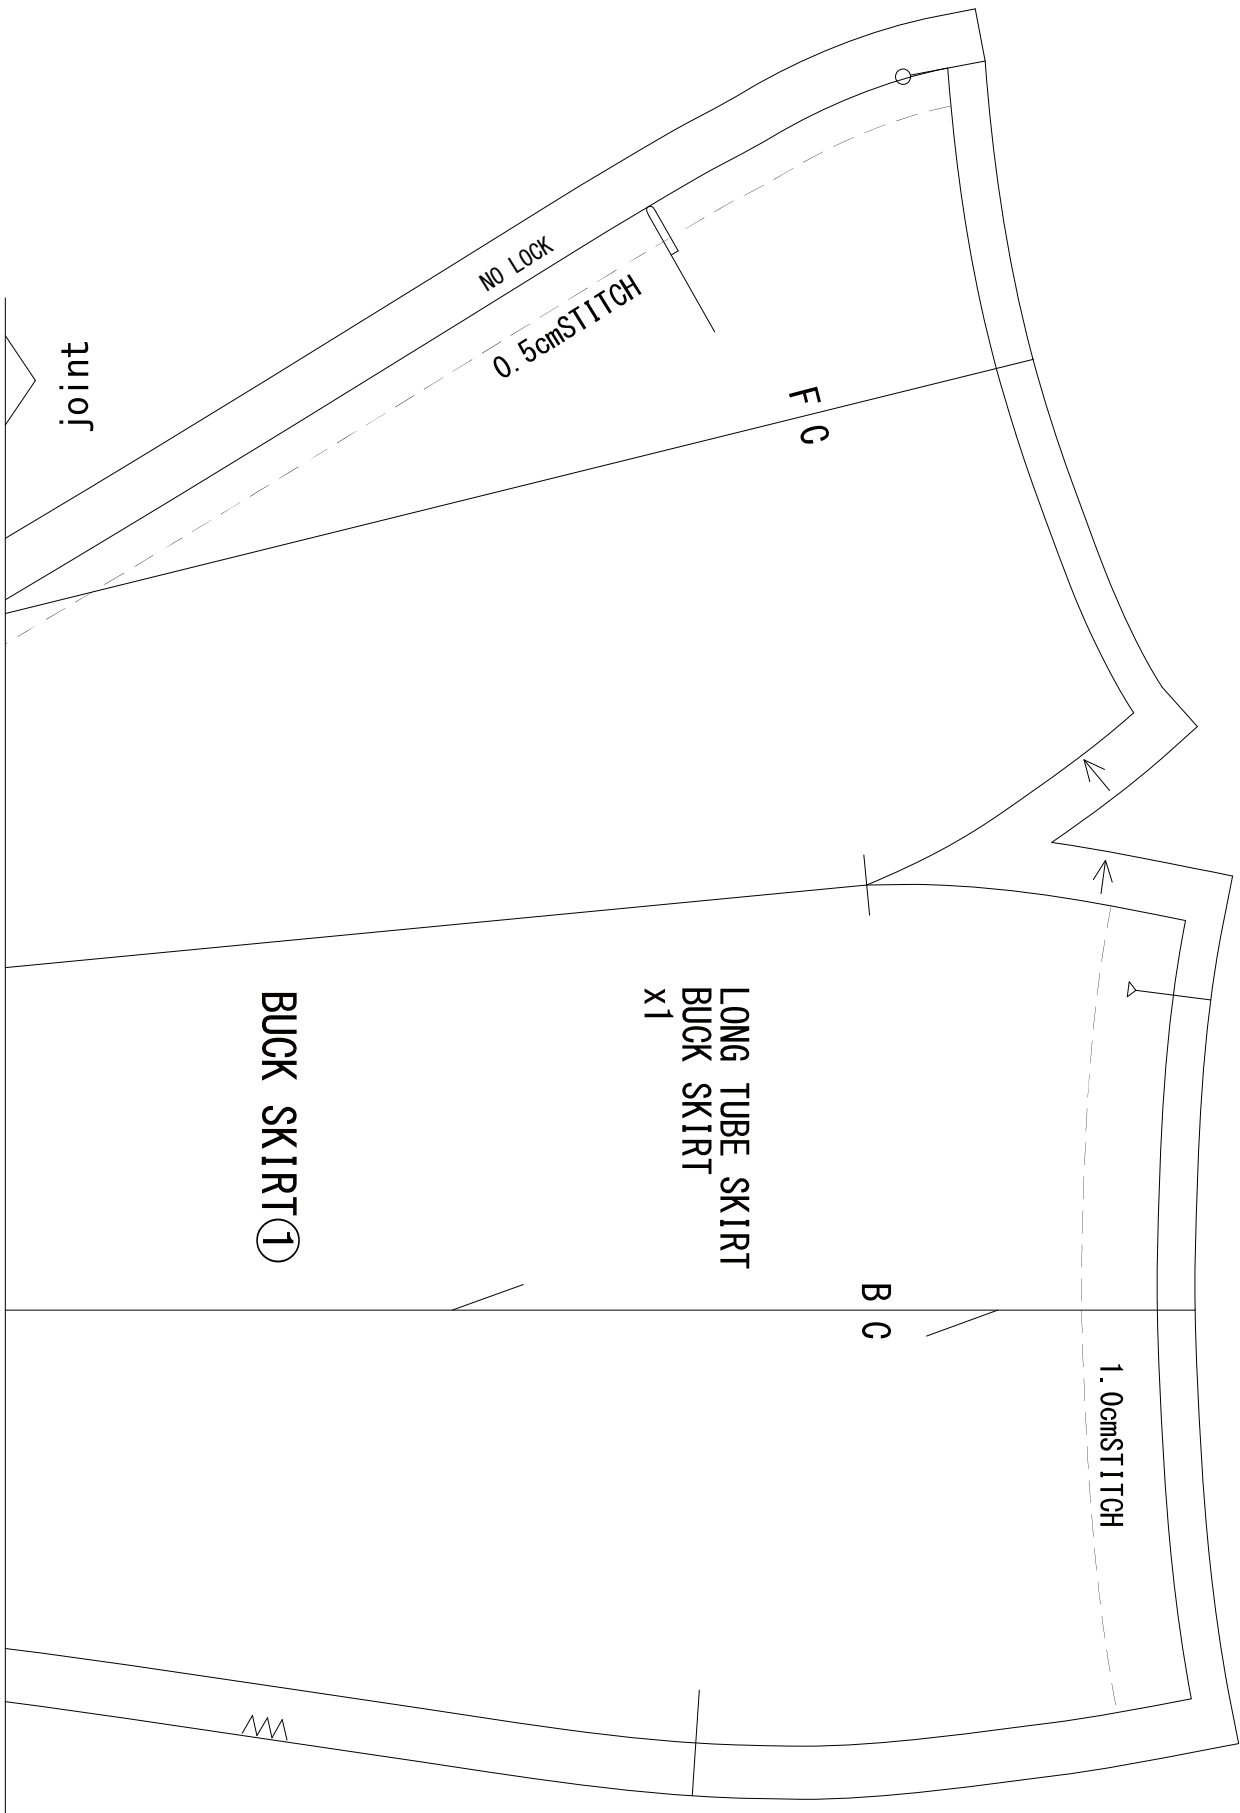 NO LOCK
0.5cmSTITCH
joint
F C
LONG TUBE SKIRT
BUCK SKIRT
x1
BUCK SKIRT①
B C
1.0cmSTITCH